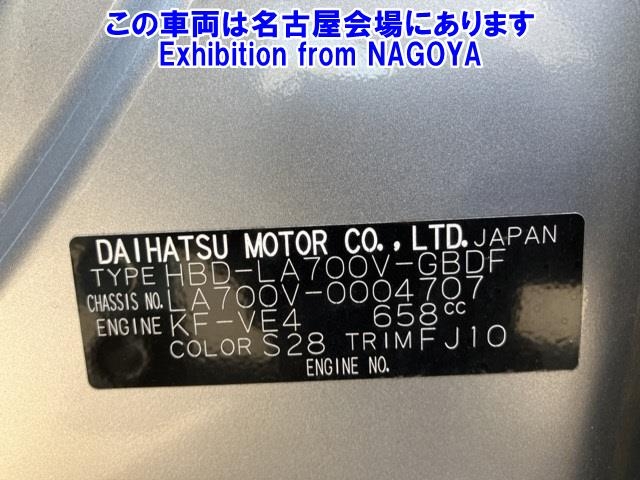 この車両は名古屋会場にあります
Exhibition from NAGOYA
DAIHATSU MOTOR CO., LTD. JAPAN
TYPE HBD-LA700V-GBDF
CHASSIS NO. LA700V-0004707
ENGINE KF-VE4 658cc
COLOR S28 TRIM FJ10
ENGINE NO.